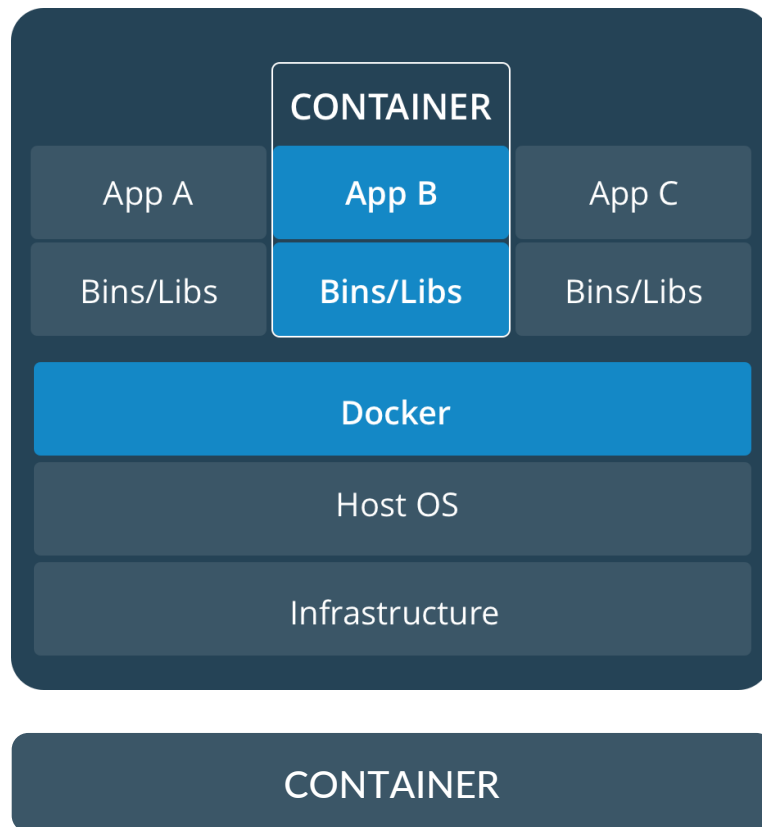 CONTAINER
App A App B App C
Bins/Libs Bins/Libs Bins/Libs
Docker
Host OS
Infrastructure
CONTAINER